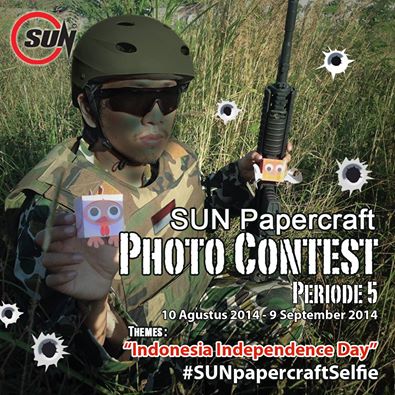 SUN
SUN Papercraft
PHOTO CONTEST
PERIODE 5
10 Agustus 2014 - 9 September 2014
THEMES :
"Indonesia Independence Day"
#SUNpapercraftSelfie